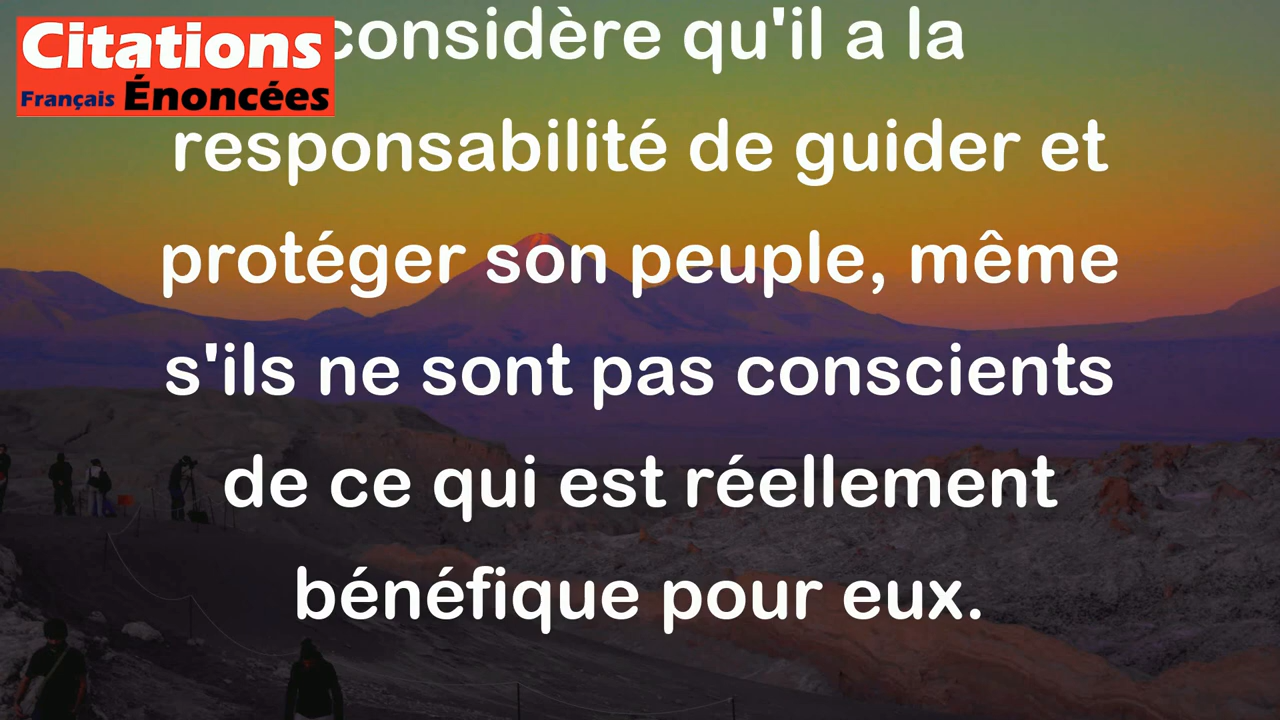 Citations
Français Énoncées
considère qu'il a la
responsabilité de guider et
protéger son peuple, même
s'ils ne sont pas conscients
de ce qui est réellement
bénéfique pour eux.